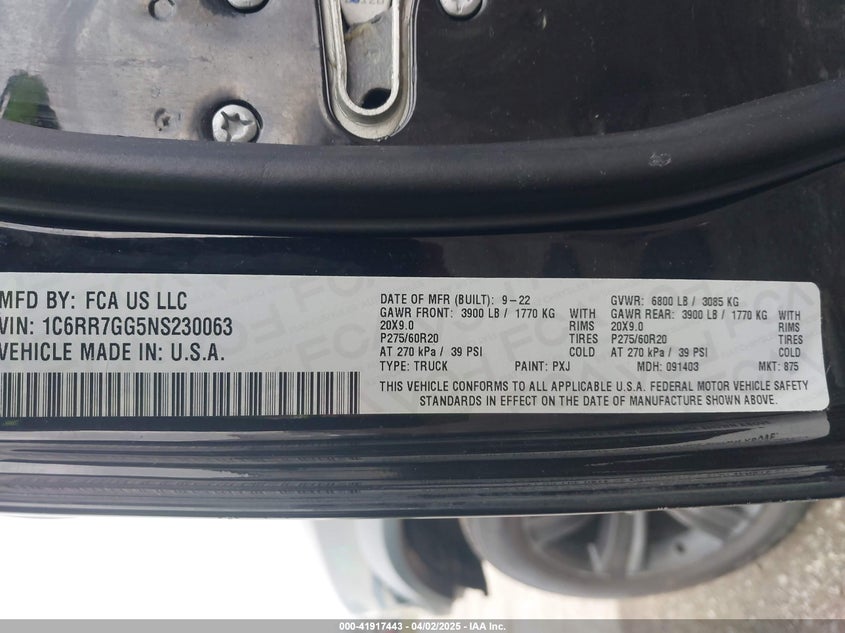 MFD BY: FCA US LLC
VIN: 1C6RR7GG5NS230063
VEHICLE MADE IN: U.S.A.
DATE OF MFR (BUILT): 9-22
GVWR: 6800 LB / 3085 KG
GAWR FRONT: 3900 LB / 1770 KG WITH
20X9.0 RIMS
P275/60R20 TIRES
AT 270 kPa / 39 PSI COLD
GAWR REAR: 3900 LB / 1770 KG WITH
20X9.0 RIMS
P275/60R20 TIRES
AT 270 kPa / 39 PSI COLD
TYPE: TRUCK PAINT: PXJ MDH: 091403 MKT: 875
THIS VEHICLE CONFORMS TO ALL APPLICABLE U.S.A. FEDERAL MOTOR VEHICLE SAFETY
STANDARDS IN EFFECT ON THE DATE OF MANUFACTURE SHOWN ABOVE.
000-41917443 - 04/02/2025 - IAA Inc.